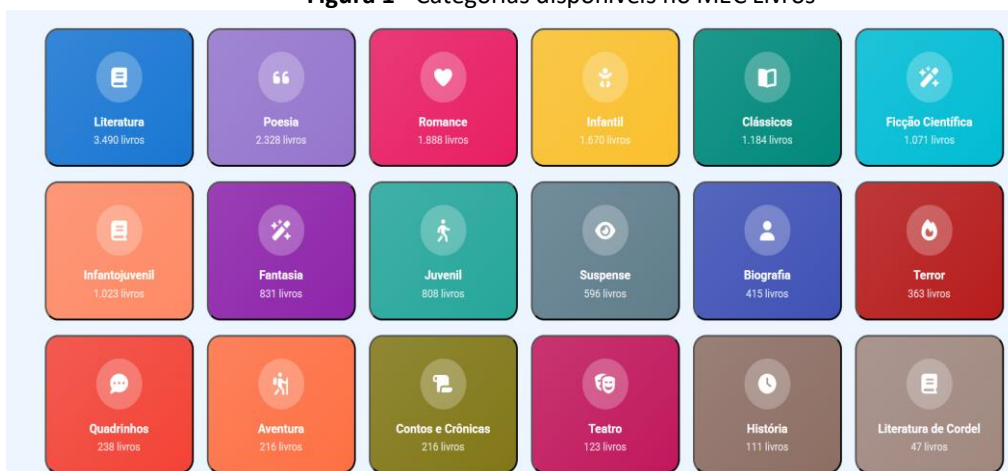 Figura 1 - Categorias disponíveis no MEC Livros
Literatura
3.490 livros
Poesia
2.328 livros
Romance
1.888 livros
Infantil
1.670 livros
Clássicos
1.184 livros
Ficção Científica
1.071 livros
Infantojuvenil
1.023 livros
Fantasia
831 livros
Juvenil
808 livros
Suspense
596 livros
Biografia
415 livros
Terror
363 livros
Quadrinhos
238 livros
Aventura
216 livros
Contos e Crônicas
216 livros
Teatro
123 livros
História
111 livros
Literatura de Cordel
47 livros